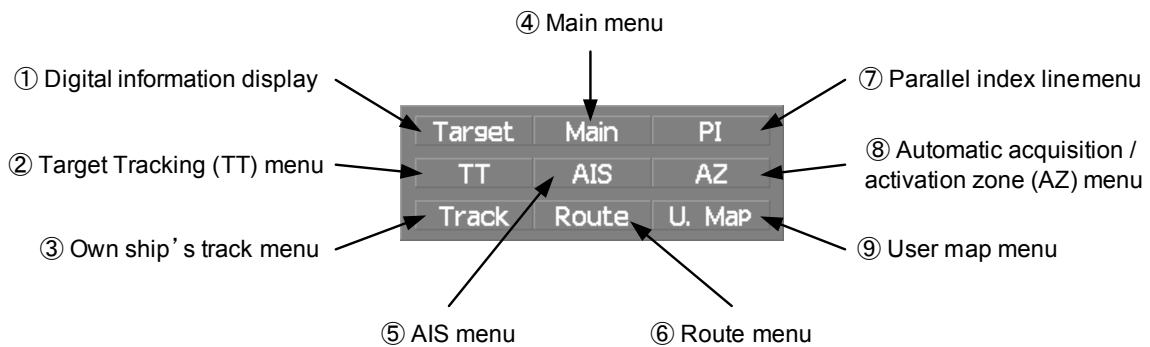 ④ Main menu
① Digital information display
⑦ Parallel index linemenu
Target Main PI
② Target Tracking (TT) menu
TT AIS AZ
⑧ Automatic acquisition /
activation zone (AZ) menu
Track Route U. Map
③ Own ship’s track menu
⑨ User map menu
⑤ AIS menu
⑥ Route menu